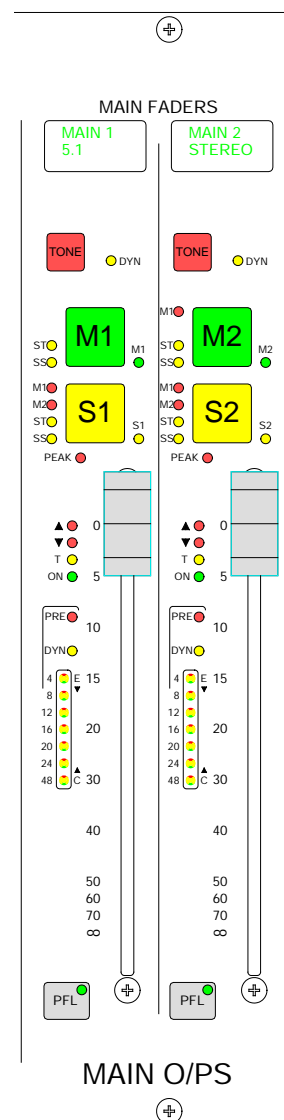 MAIN FADERS
MAIN 1
5,1
TONE
DYN
M1
M1
ST
SS
M1
M2
ST
SS
S1
S1
PEAK
0
T
ON
5
PRE
10
DYN
4
E
15
8
12
16
20
20
24
48
C
30
40
50
60
70
∞
PFL
MAIN 2
STEREO
TONE
DYN
M1
M2
M2
ST
SS
M1
M2
ST
SS
S2
S2
PEAK
0
T
ON
5
PRE
10
DYN
4
E
15
8
12
16
20
20
24
48
C
30
40
50
60
70
∞
PFL
MAIN O/PS